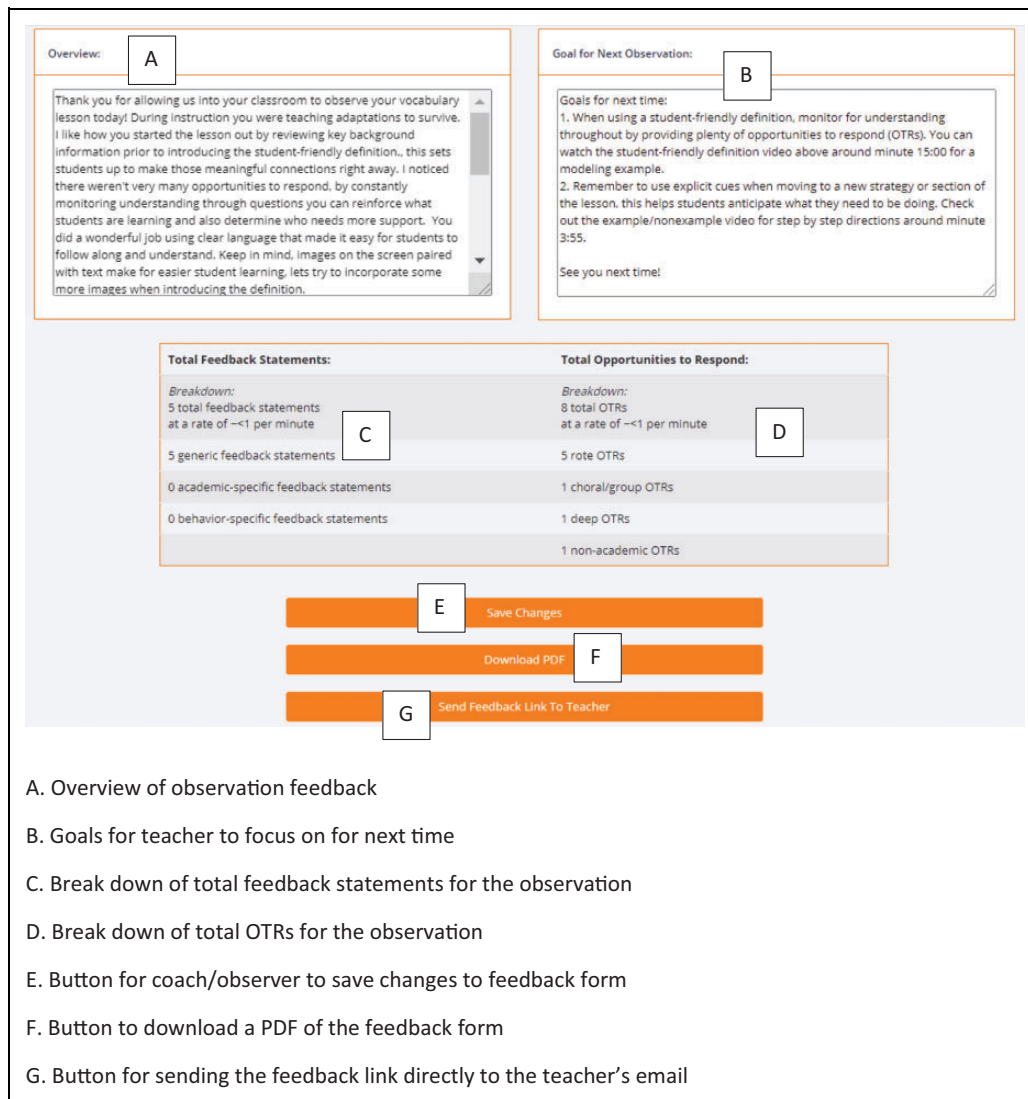 Overview:
A
Thank you for allowing us into your classroom to observe your vocabulary
lesson today! During instruction you were teaching adaptations to survive.
I like how you started the lesson out by reviewing key background
information prior to introducing the student-friendly definition., this sets
students up to make those meaningful connections right away. I noticed
there weren't very many opportunities to respond, by constantly
monitoring understanding through questions you can reinforce what
students are learning and also determine who needs more support. You
did a wonderful job using clear language that made it easy for students to
follow along and understand. Keep in mind, images on the screen paired
with text make for easier student learning, lets try to incorporate some
more images when introducing the definition.
Goal for Next Observation:
B
Goals for next time:
1. When using a student-friendly definition, monitor for understanding
throughout by providing plenty of opportunities to respond (OTRs). You can
watch the student-friendly definition video above around minute 15:00 for a
modeling example.
2. Remember to use explicit cues when moving to a new strategy or section of
the lesson. this helps students anticipate what they need to be doing. Check
out the example/nonexample video for step by step directions around minute
3:55.
See you next time!
Total Feedback Statements:
Breakdown:
5 total feedback statements
at a rate of ~<1 per minute
C
5 generic feedback statements
0 academic-specific feedback statements
0 behavior-specific feedback statements
Total Opportunities to Respond:
Breakdown:
8 total OTRs
at a rate of ~<1 per minute
D
5 rote OTRs
1 choral/group OTRs
1 deep OTRs
1 non-academic OTRs
E
Save Changes
Download PDF
F
G
Send Feedback Link To Teacher
A. Overview of observation feedback
B. Goals for teacher to focus on for next time
C. Break down of total feedback statements for the observation
D. Break down of total OTRs for the observation
E. Button for coach/observer to save changes to feedback form
F. Button to download a PDF of the feedback form
G. Button for sending the feedback link directly to the teacher's email